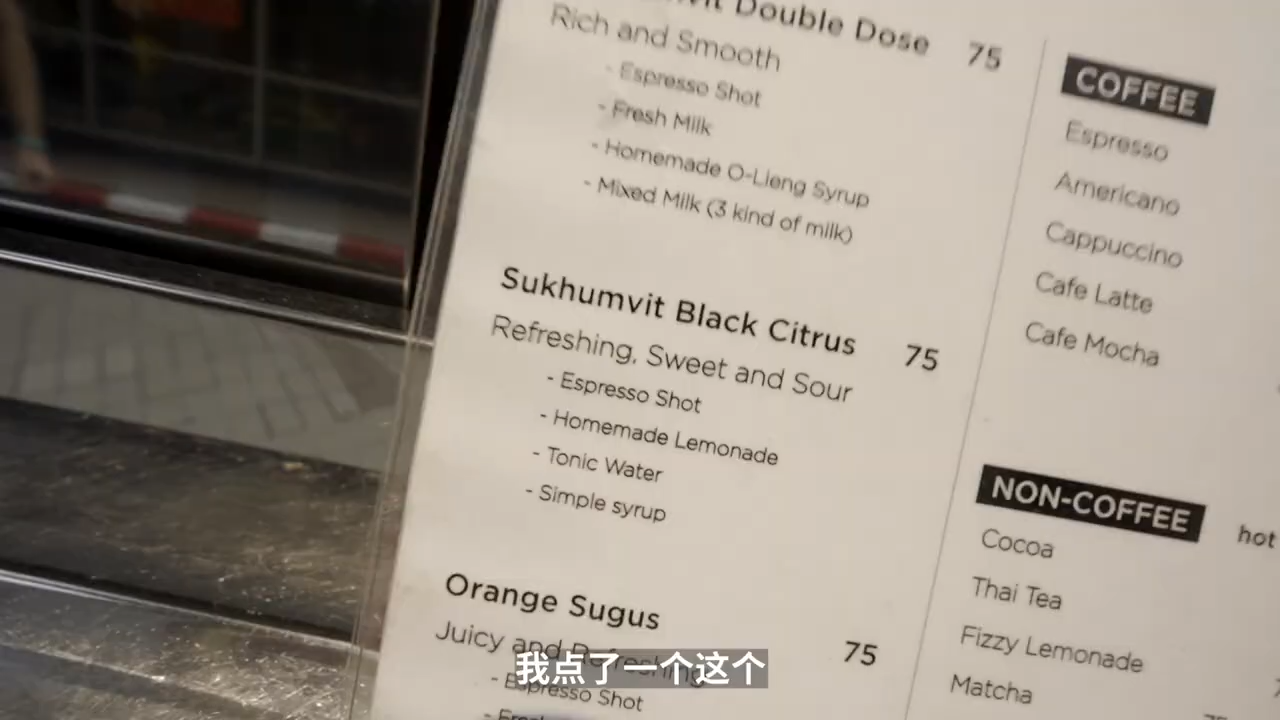 Double Dose 75
Rich and Smooth
- Espresso Shot
- Fresh Milk
- Homemade O-Lieng Syrup
- Mixed Milk (3 kind of milk)
Sukhumvit Black Citrus 75
Refreshing, Sweet and Sour
- Espresso Shot
- Homemade Lemonade
- Tonic Water
- Simple syrup
Orange Sugus 75
Juicy and Refreshing
- Espresso Shot
COFFEE
Espresso
Americano
Cappuccino
Cafe Latte
Cafe Mocha
NON-COFFEE hot
Cocoa
Thai Tea
Fizzy Lemonade
Matcha
我点了一个这个